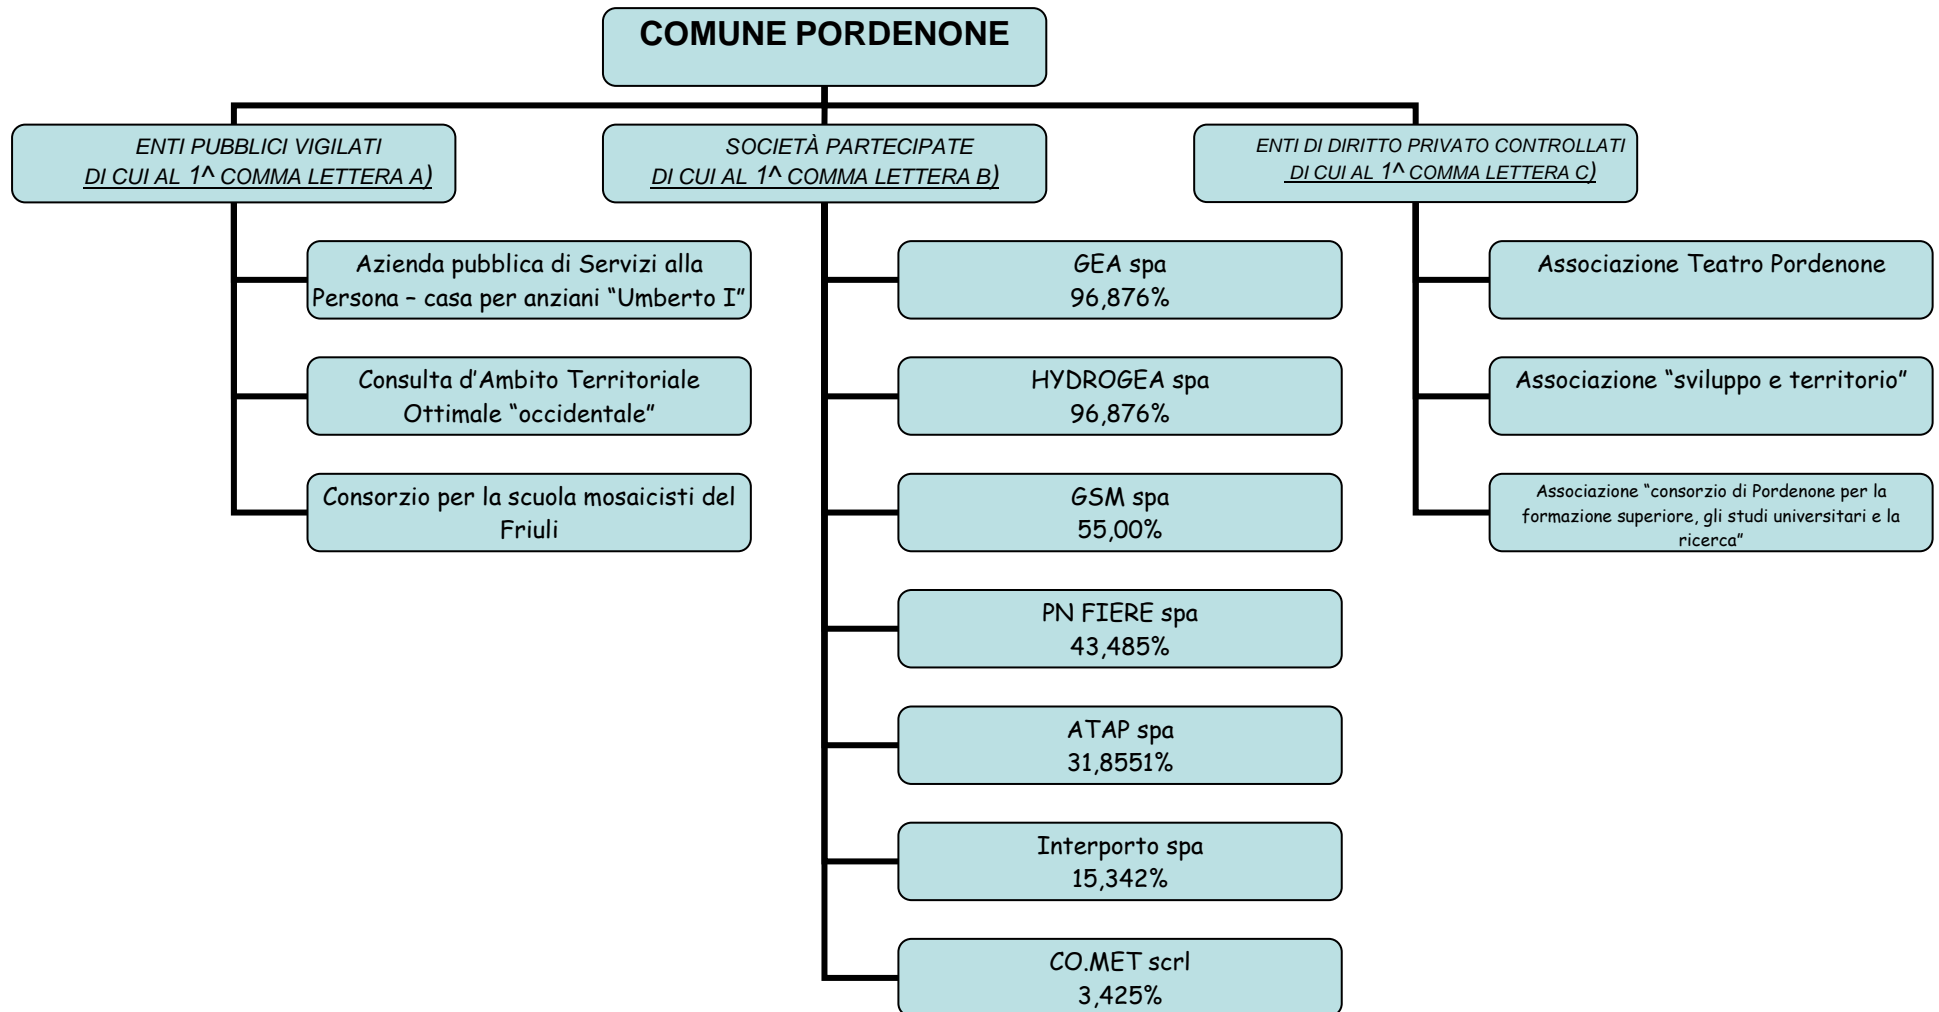 COMUNE PORDENONE
ENTI PUBBLICI VIGILATI
DI CUI AL 1^ COMMA LETTERA A)
Azienda pubblica di Servizi alla
Persona – casa per anziani “Umberto I”
Consulta d’Ambito Territoriale
Ottimale “occidentale”
Consorzio per la scuola mosaicisti del
Friuli
SOCIETÀ PARTECIPATE
DI CUI AL 1^ COMMA LETTERA B)
GEA spa
96,876%
HYDROGEA spa
96,876%
GSM spa
55,00%
PN FIERE spa
43,485%
ATAP spa
31,8551%
Interporto spa
15,342%
CO.MET scrl
3,425%
ENTI DI DIRITTO PRIVATO CONTROLLATI
DI CUI AL 1^ COMMA LETTERA C)
Associazione Teatro Pordenone
Associazione “sviluppo e territorio”
Associazione “consorzio di Pordenone per la
formazione superiore, gli studi universitari e la
ricerca”